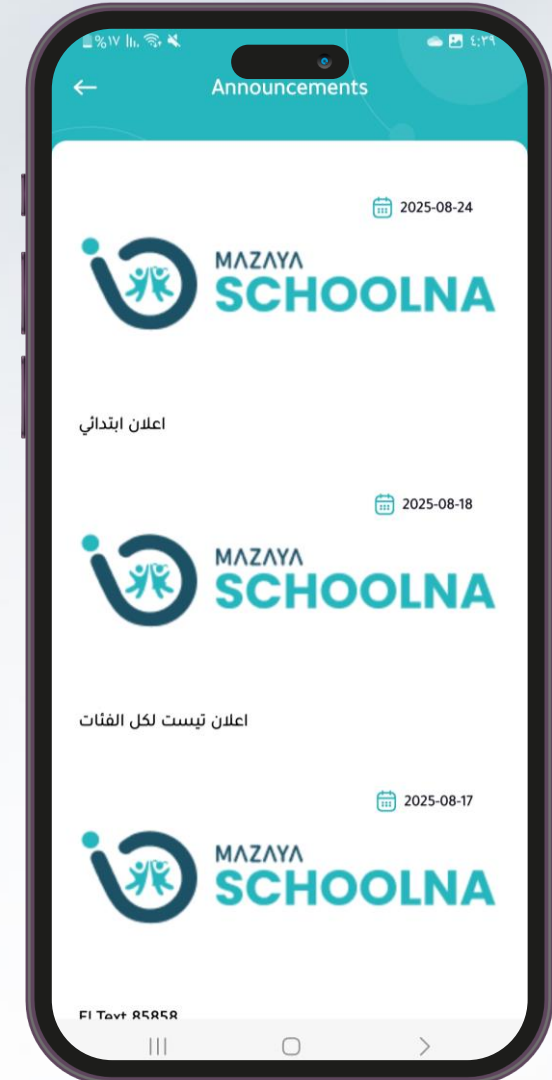 %١٧
٤:٣٩
Announcements
2025-08-24
MAZAYA
SCHOOLNA
اعلان ابتدائي
2025-08-18
MAZAYA
SCHOOLNA
اعلان تيست لكل الفئات
2025-08-17
MAZAYA
SCHOOLNA
El Text 85858